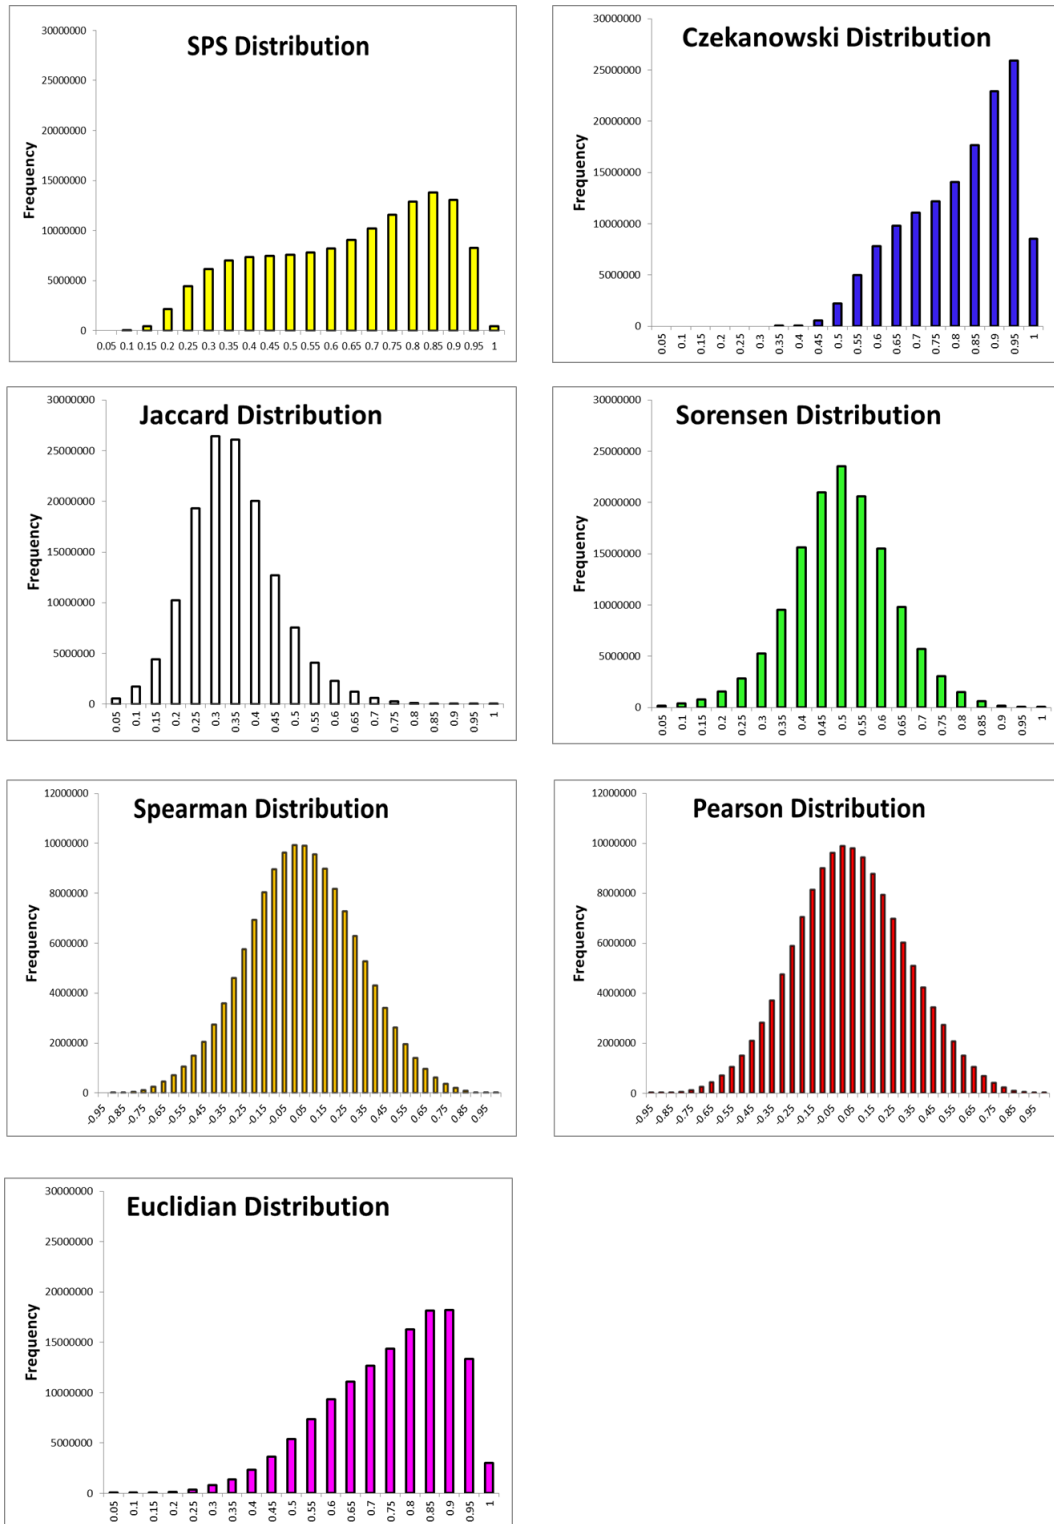 SPS Distribution
Frequency
30000000
25000000
20000000
15000000
10000000
5000000
0
0.05 0.1 0.15 0.2 0.25 0.3 0.35 0.4 0.45 0.5 0.55 0.6 0.65 0.7 0.75 0.8 0.85 0.9 0.95 1
Czekanowski Distribution
Frequency
30000000
25000000
20000000
15000000
10000000
5000000
0
0.05 0.1 0.15 0.2 0.25 0.3 0.35 0.4 0.45 0.5 0.55 0.6 0.65 0.7 0.75 0.8 0.85 0.9 0.95 1
Jaccard Distribution
Frequency
30000000
25000000
20000000
15000000
10000000
5000000
0
0.05 0.1 0.15 0.2 0.25 0.3 0.35 0.4 0.45 0.5 0.55 0.6 0.65 0.7 0.75 0.8 0.85 0.9 0.95 1
Sorensen Distribution
Frequency
30000000
25000000
20000000
15000000
10000000
5000000
0
0.05 0.1 0.15 0.2 0.25 0.3 0.35 0.4 0.45 0.5 0.55 0.6 0.65 0.7 0.75 0.8 0.85 0.9 0.95 1
Spearman Distribution
Frequency
12000000
10000000
8000000
6000000
4000000
2000000
0
-0.95 -0.85 -0.75 -0.65 -0.55 -0.45 -0.35 -0.25 -0.15 -0.05 0.05 0.15 0.25 0.35 0.45 0.55 0.65 0.75 0.85 0.95
Pearson Distribution
Frequency
12000000
10000000
8000000
6000000
4000000
2000000
0
-0.95 -0.85 -0.75 -0.65 -0.55 -0.45 -0.35 -0.25 -0.15 -0.05 0.05 0.15 0.25 0.35 0.45 0.55 0.65 0.75 0.85 0.95
Euclidian Distribution
Frequency
30000000
25000000
20000000
15000000
10000000
5000000
0
0.05 0.1 0.15 0.2 0.25 0.3 0.35 0.4 0.45 0.5 0.55 0.6 0.65 0.7 0.75 0.8 0.85 0.9 0.95 1